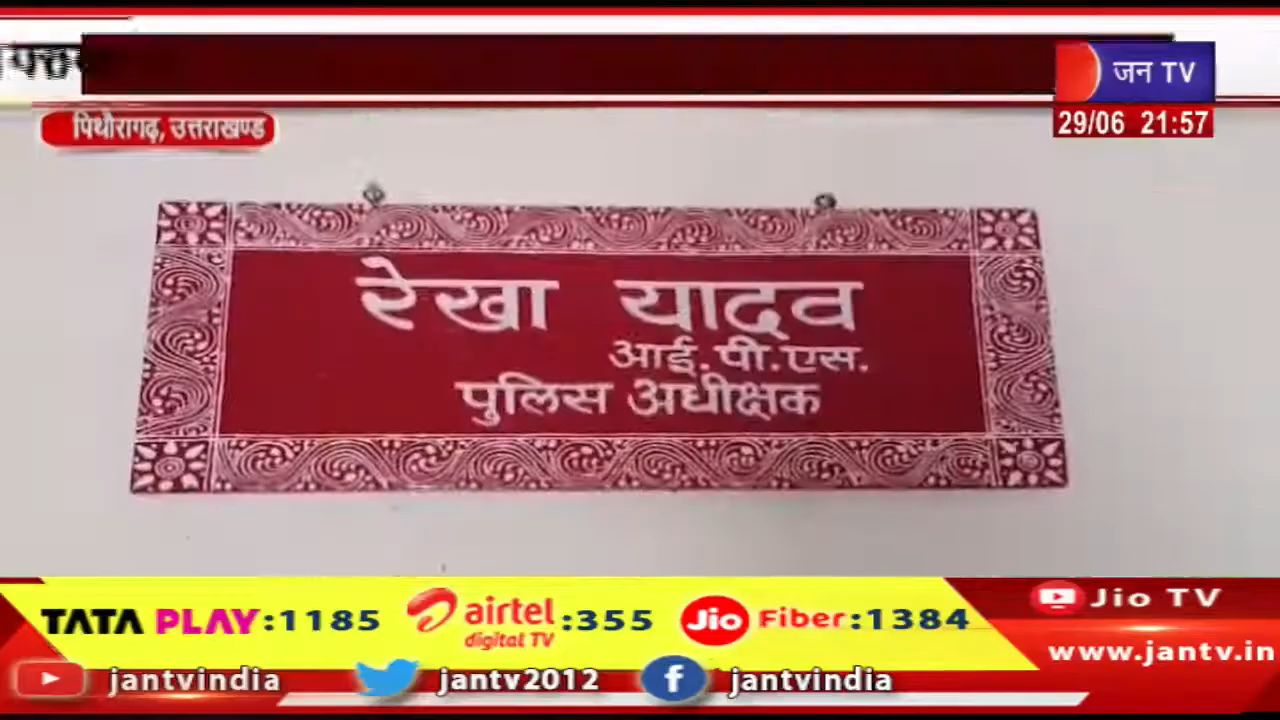 जन TV
29/06 21:57
पिथौरागढ़, उत्तराखण्ड
रेखा यादव
आई.पी.एस.
पुलिस अधीक्षक
TATA PLAY:1185 airtel digital TV :355 Jio Fiber:1384
Jio TV
www.jantv.in
jantvindia jantv2012 jantvindia